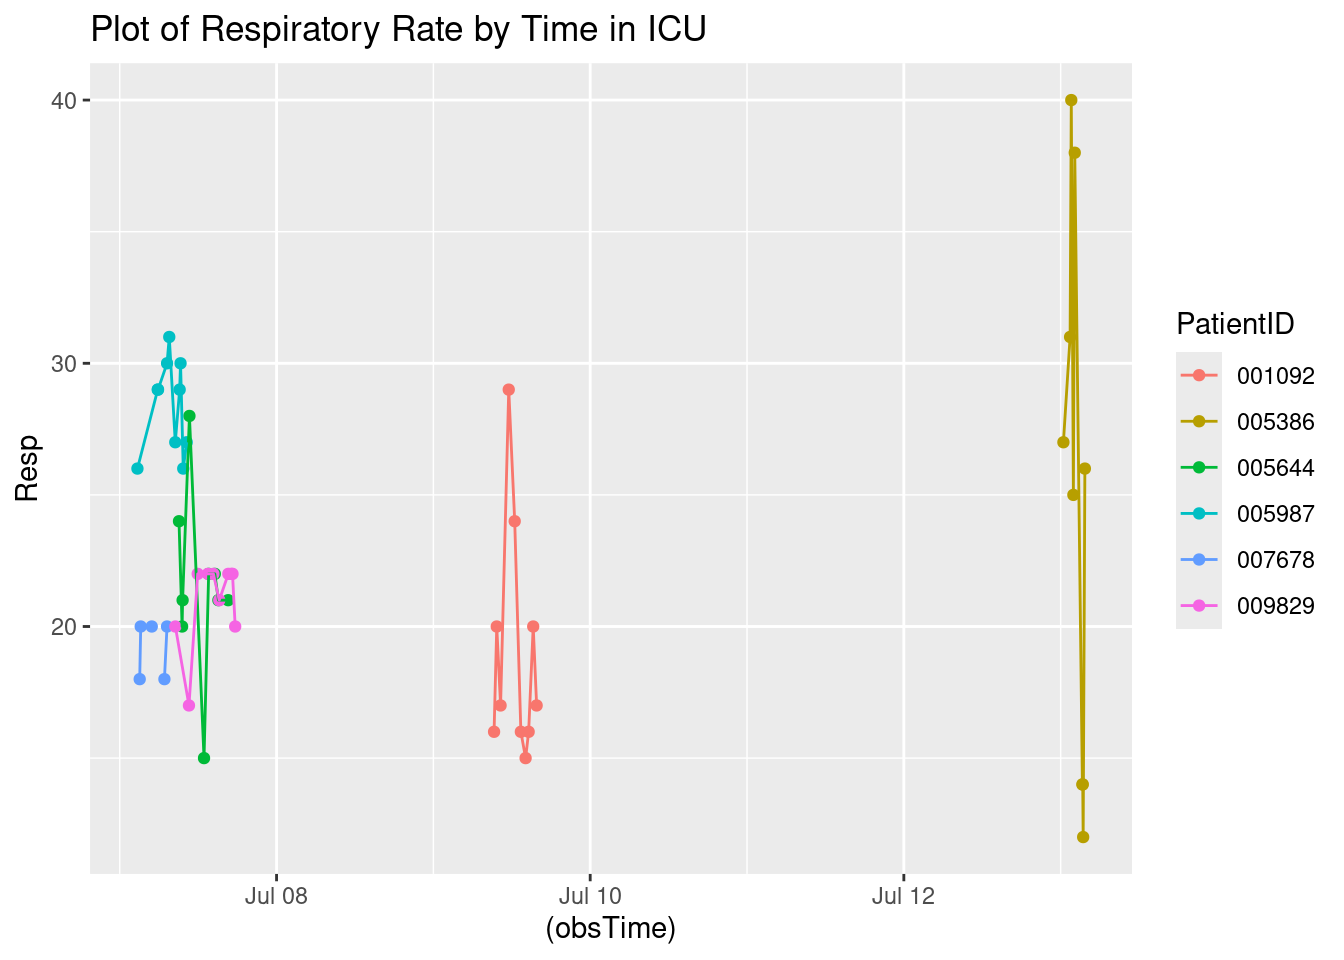 Plot of Respiratory Rate by Time in ICU
40
30
20
Resp
Jul 08
Jul 10
Jul 12
(obsTime)
PatientID
001092
005386
005644
005987
007678
009829